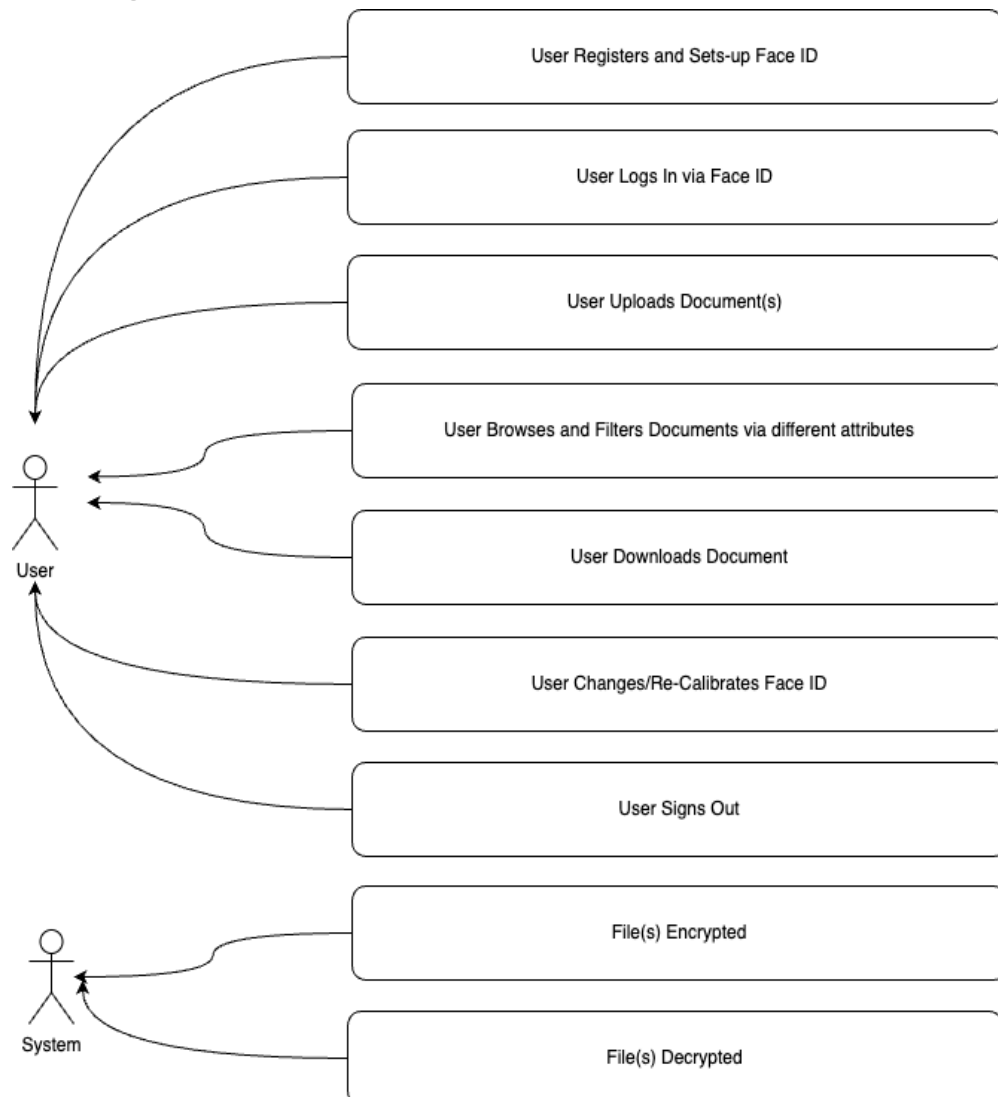 User Registers and Sets-up Face ID
User Logs In via Face ID
User Uploads Document(s)
User Browses and Filters Documents via different attributes
User Downloads Document
User
User Changes/Re-Calibrates Face ID
User Signs Out
File(s) Encrypted
System
File(s) Decrypted